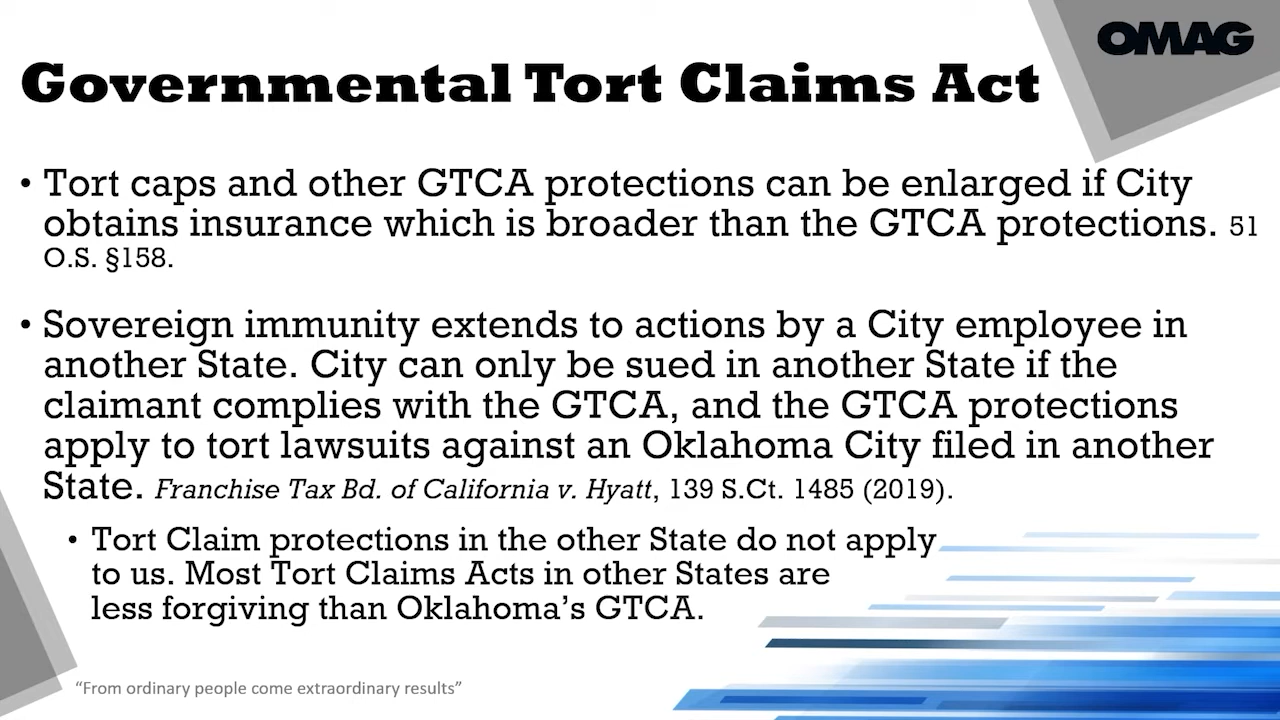 OMAG
Governmental Tort Claims Act
• Tort caps and other GTCA protections can be enlarged if City
obtains insurance which is broader than the GTCA protections. 51
O.S. §158.
• Sovereign immunity extends to actions by a City employee in
another State. City can only be sued in another State if the
claimant complies with the GTCA, and the GTCA protections
apply to tort lawsuits against an Oklahoma City filed in another
State. Franchise Tax Bd. of California v. Hyatt, 139 S.Ct. 1485 (2019).
• Tort Claim protections in the other State do not apply
to us. Most Tort Claims Acts in other States are
less forgiving than Oklahoma’s GTCA.
“From ordinary people come extraordinary results”